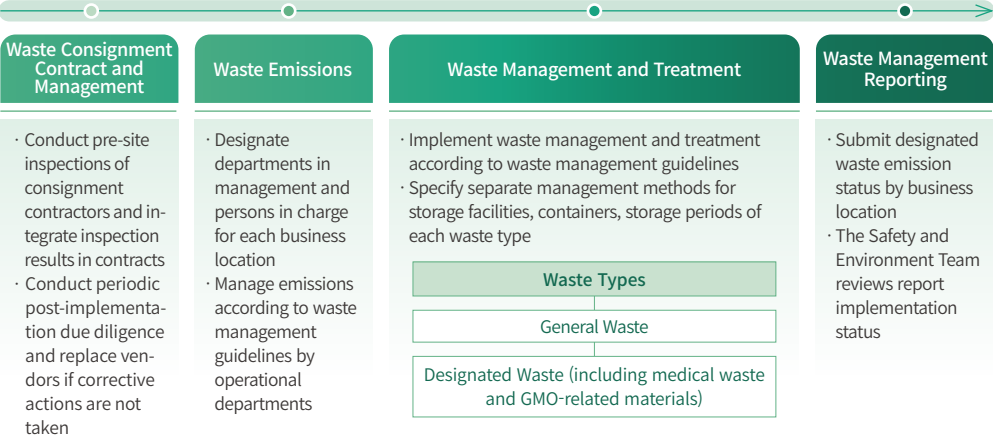 Waste Consignment
Contract and
Management
· Conduct pre-site
inspections of
consignment
contractors and in-
tegrate inspection
results in contracts
· Conduct periodic
post-implementa-
tion due diligence
and replace ven-
dors if corrective
actions are not
taken
Waste Emissions
· Designate
departments in
management and
persons in charge
for each business
location
· Manage emissions
according to waste
management
guidelines by
operational
departments
Waste Management and Treatment
· Implement waste management and treatment
according to waste management guidelines
· Specify separate management methods for
storage facilities, containers, storage periods of
each waste type
Waste Types
General Waste
Designated Waste (including medical waste
and GMO-related materials)
Waste Management
Reporting
· Submit designated
waste emission
status by business
location
· The Safety and
Environment Team
reviews report
implementation
status